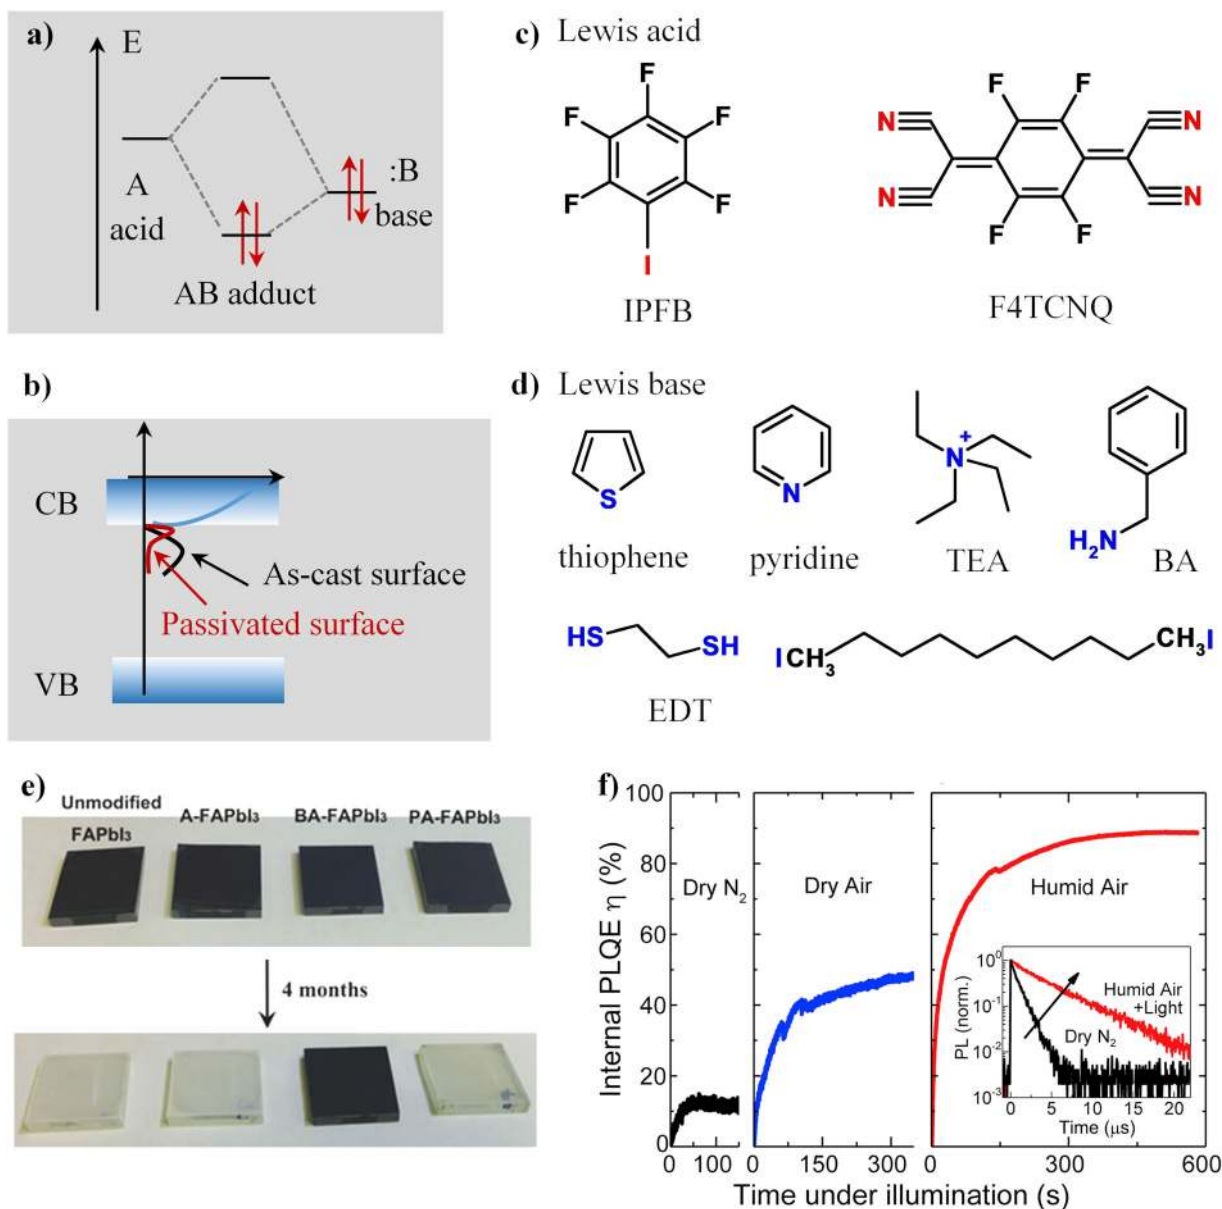 a)
E
A
acid
:B
base
AB adduct
b)
CB
As-cast surface
Passivated surface
VB
c) Lewis acid
F
F
F
F
F
I
IPFB
F
F
N
N
N
N
F
F
F4TCNQ
d) Lewis base
S
thiophene
N
pyridine
N+
TEA
H2N
BA
HS
SH
EDT
ICH3
CH3I
e)
Unmodified
FAPbI3
A-FAPbI3
BA-FAPbI3
PA-FAPbI3
4 months
f)
Internal PLQE η (%)
100
80
60
40
20
0
Dry N2
Dry Air
Humid Air
0
100
0
150
300
0
300
600
Time under illumination (s)
PL (norm.)
10^0
10^-1
10^-2
10^-3
Humid Air
+Light
Dry N2
0
5
10
15
20
Time (μs)